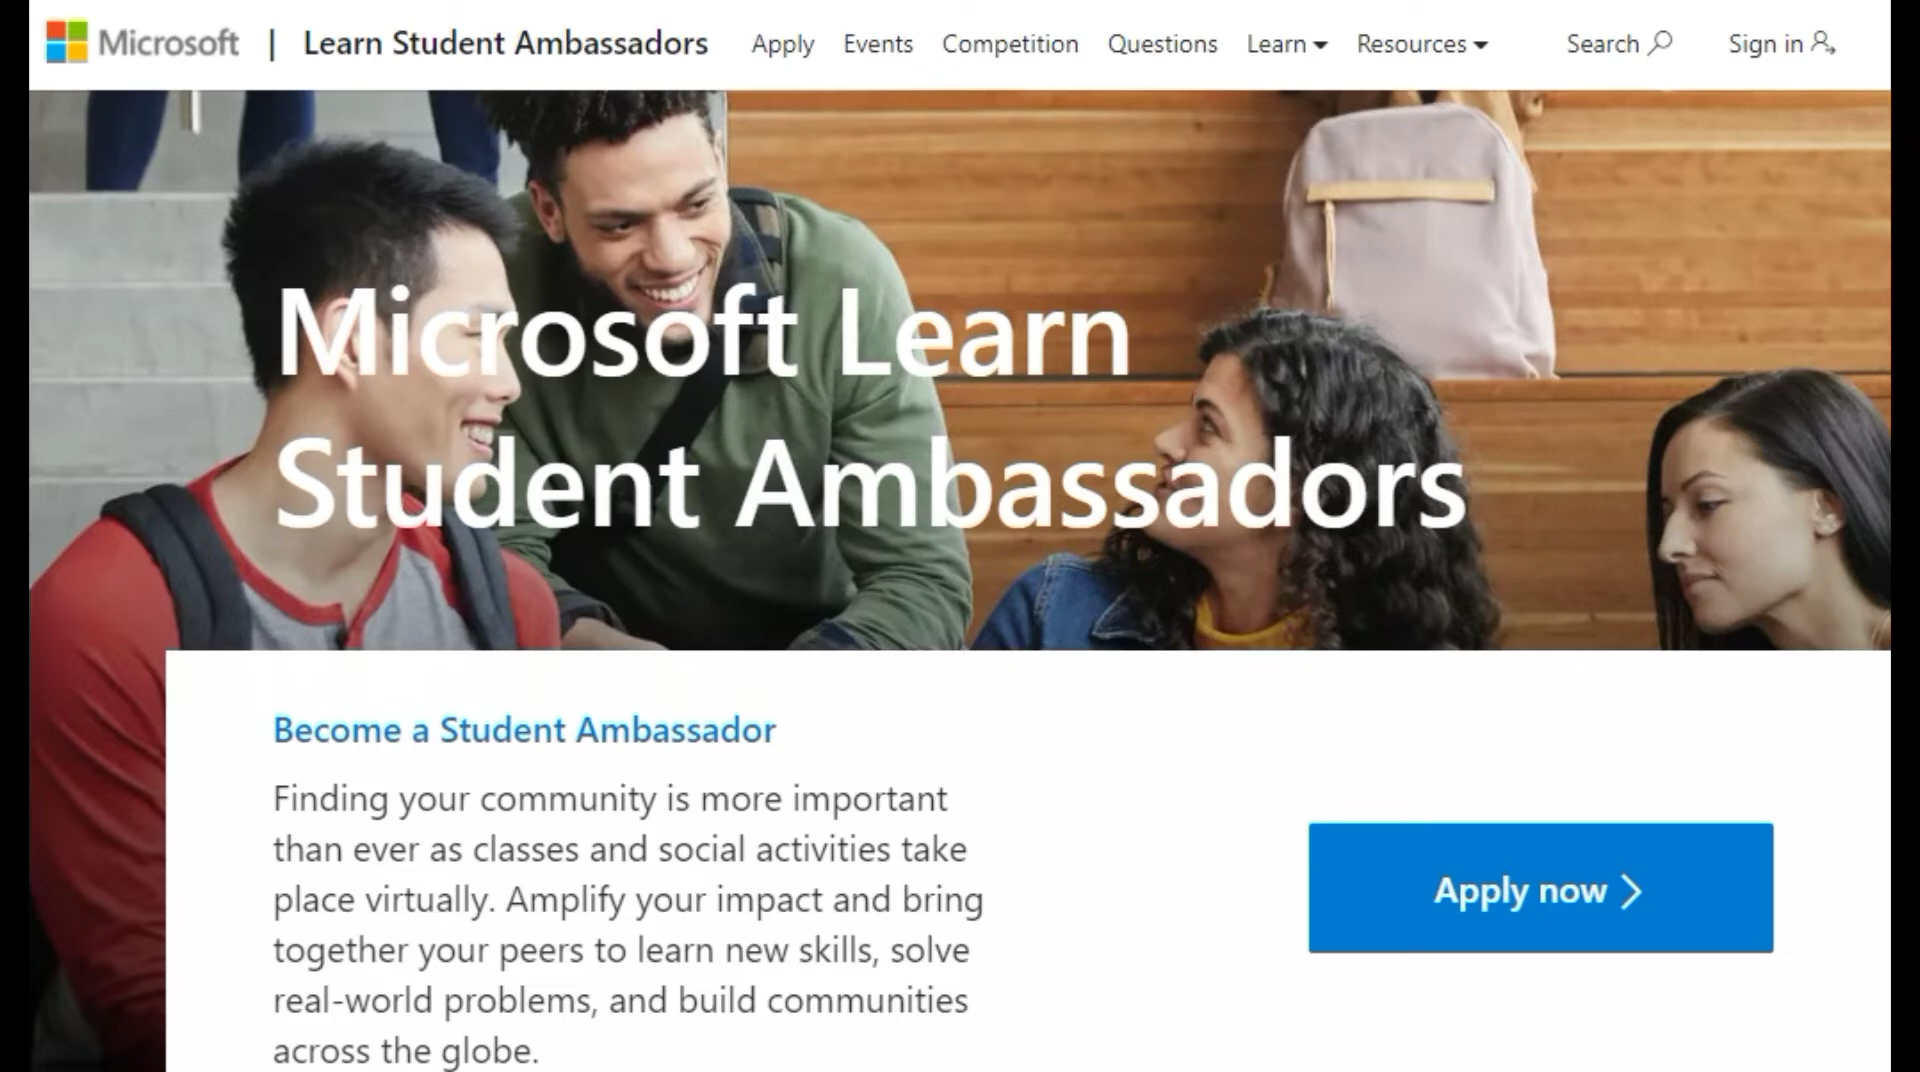 Microsoft | Learn Student Ambassadors Apply Events Competition Questions Learn Resources Search Sign in
Microsoft Learn
Student Ambassadors
Become a Student Ambassador
Finding your community is more important
than ever as classes and social activities take
place virtually. Amplify your impact and bring
together your peers to learn new skills, solve
real-world problems, and build communities
across the globe.
Apply now